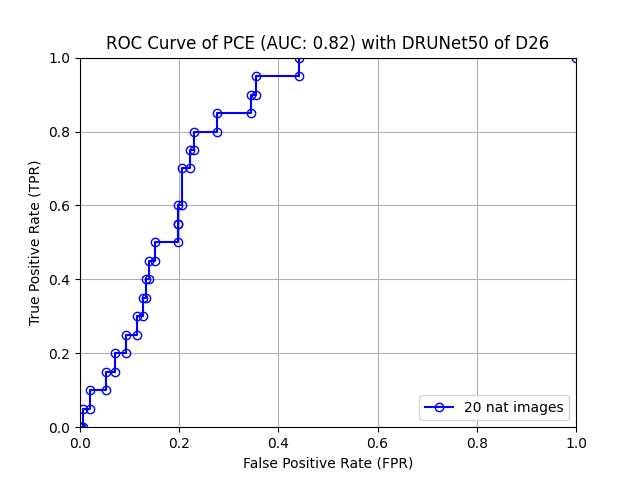 ROC Curve of PCE (AUC: 0.82) with DRUNet50 of D26
1.0
0.8
0.6
0.4
0.2
0.0
True Positive Rate (TPR)
20 nat images
0.0 0.2 0.4 0.6 0.8 1.0
False Positive Rate (FPR)